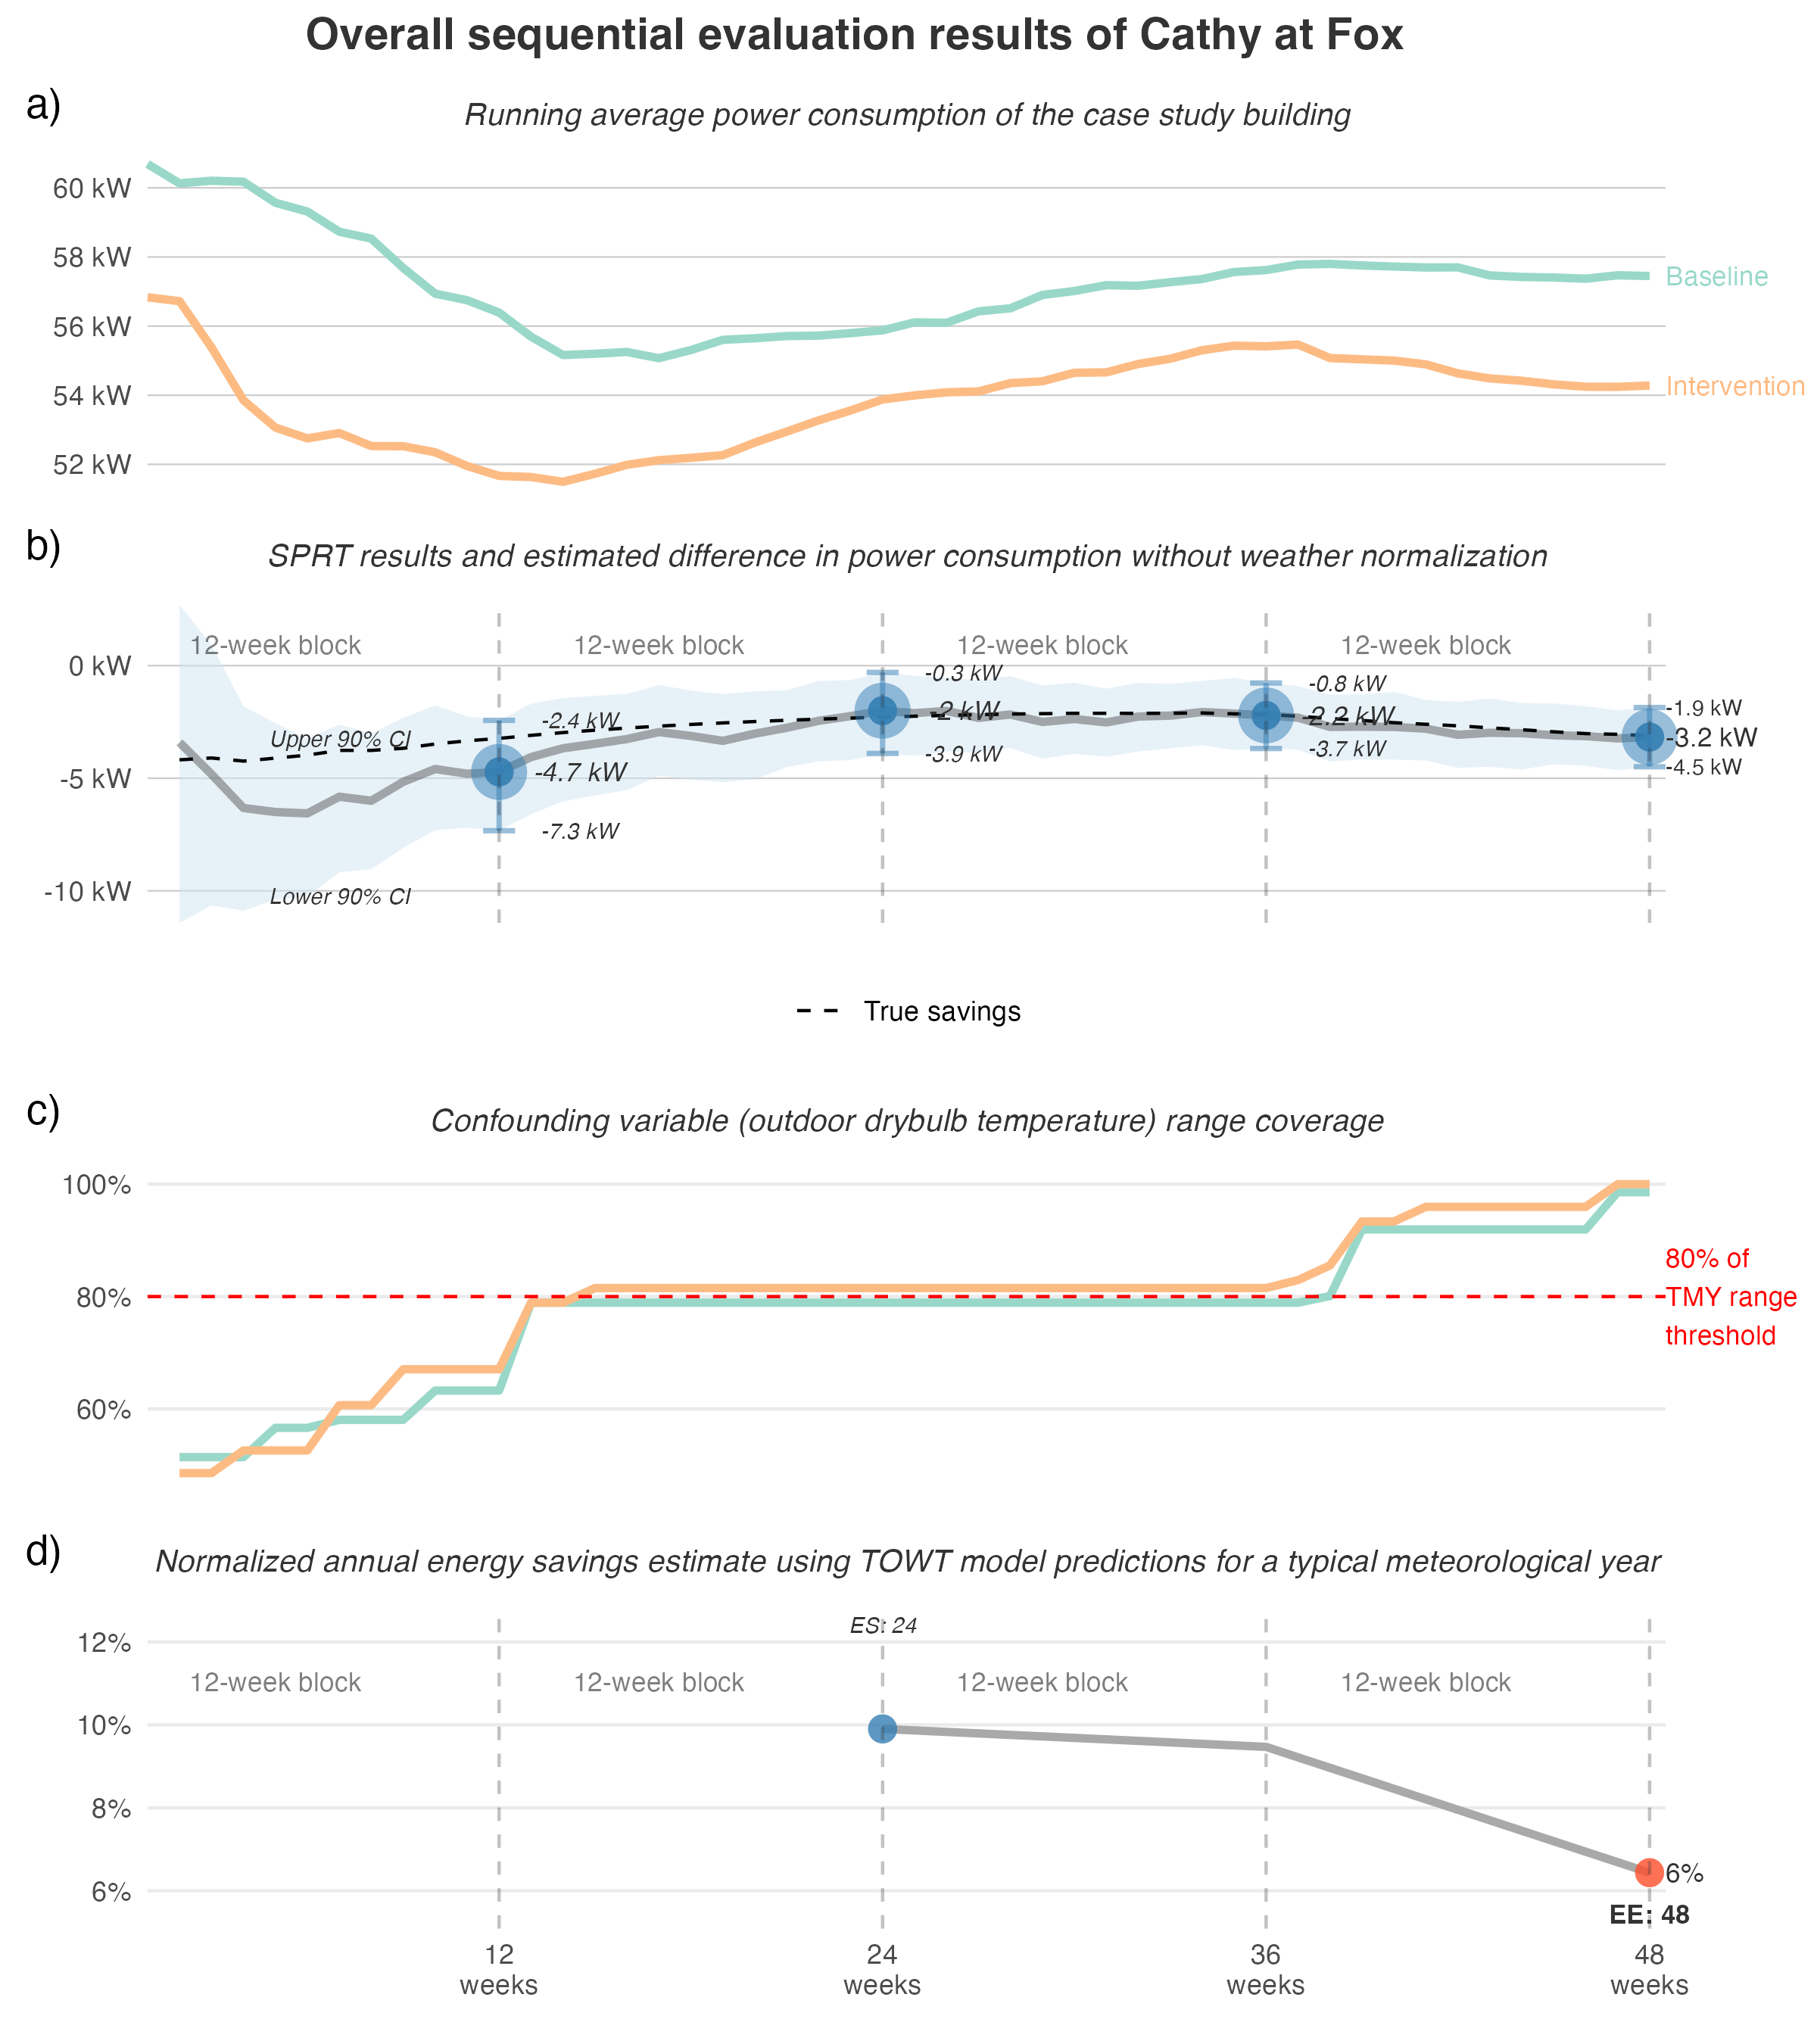 Overall sequential evaluation results of Cathy at Fox
a)
Running average power consumption of the case study building
60 kW
58 kW
56 kW
54 kW
52 kW
Baseline
Intervention
b)
SPRT results and estimated difference in power consumption without weather normalization
12-week block
12-week block
12-week block
12-week block
0 kW
-5 kW
-10 kW
Upper 90% CI
Lower 90% CI
-2.4 kW
-4.7 kW
-7.3 kW
-0.3 kW
-2 kW
-3.9 kW
-0.8 kW
-2.2 kW
-3.7 kW
-1.9 kW
-3.2 kW
-4.5 kW
True savings
c)
Confounding variable (outdoor drybulb temperature) range coverage
100%
80%
60%
80% of
TMY range
threshold
d)
Normalized annual energy savings estimate using TOWT model predictions for a typical meteorological year
ES: 24
12%
10%
8%
6%
12-week block
12-week block
12-week block
12-week block
6%
EE: 48
12
weeks
24
weeks
36
weeks
48
weeks